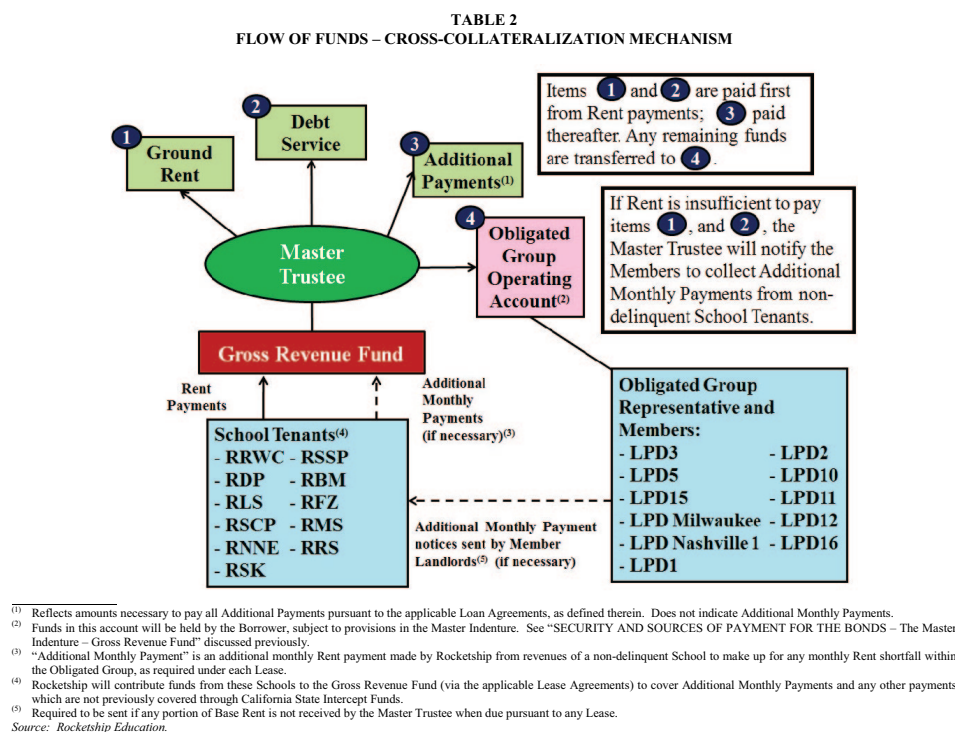 TABLE 2
FLOW OF FUNDS – CROSS-COLLATERALIZATION MECHANISM
1
Ground
Rent
2
Debt
Service
3
Additional
Payments(1)
Items 1 and 2 are paid first
from Rent payments; 3 paid
thereafter. Any remaining funds
are transferred to 4 .
4
Obligated
Group
Operating
Account(2)
If Rent is insufficient to pay
items 1 , and 2 , the
Master Trustee will notify the
Members to collect Additional
Monthly Payments from non-
delinquent School Tenants.
Master
Trustee
Gross Revenue Fund
Rent
Payments
Additional
Monthly
Payments
(if necessary)(3)
School Tenants(4)
- RRWC - RSSP
- RDP - RBM
- RLS - RFZ
- RSCP - RMS
- RNNE - RRS
- RSK
Additional Monthly Payment
notices sent by Member
Landlords(5) (if necessary)
Obligated Group
Representative and
Members:
- LPD3 - LPD2
- LPD5 - LPD10
- LPD15 - LPD11
- LPD Milwaukee - LPD12
- LPD Nashville 1 - LPD16
- LPD1
(1) Reflects amounts necessary to pay all Additional Payments pursuant to the applicable Loan Agreements, as defined therein. Does not indicate Additional Monthly Payments.
(2) Funds in this account will be held by the Borrower, subject to provisions in the Master Indenture. See “SECURITY AND SOURCES OF PAYMENT FOR THE BONDS – The Master
Indenture – Gross Revenue Fund” discussed previously.
(3) “Additional Monthly Payment” is an additional monthly Rent payment made by Rocketship from revenues of a non-delinquent School to make up for any monthly Rent shortfall within
the Obligated Group, as required under each Lease.
(4) Rocketship will contribute funds from these Schools to the Gross Revenue Fund (via the applicable Lease Agreements) to cover Additional Monthly Payments and any other payments
which are not previously covered through California State Intercept Funds.
(5) Required to be sent if any portion of Base Rent is not received by the Master Trustee when due pursuant to any Lease.
Source: Rocketship Education.